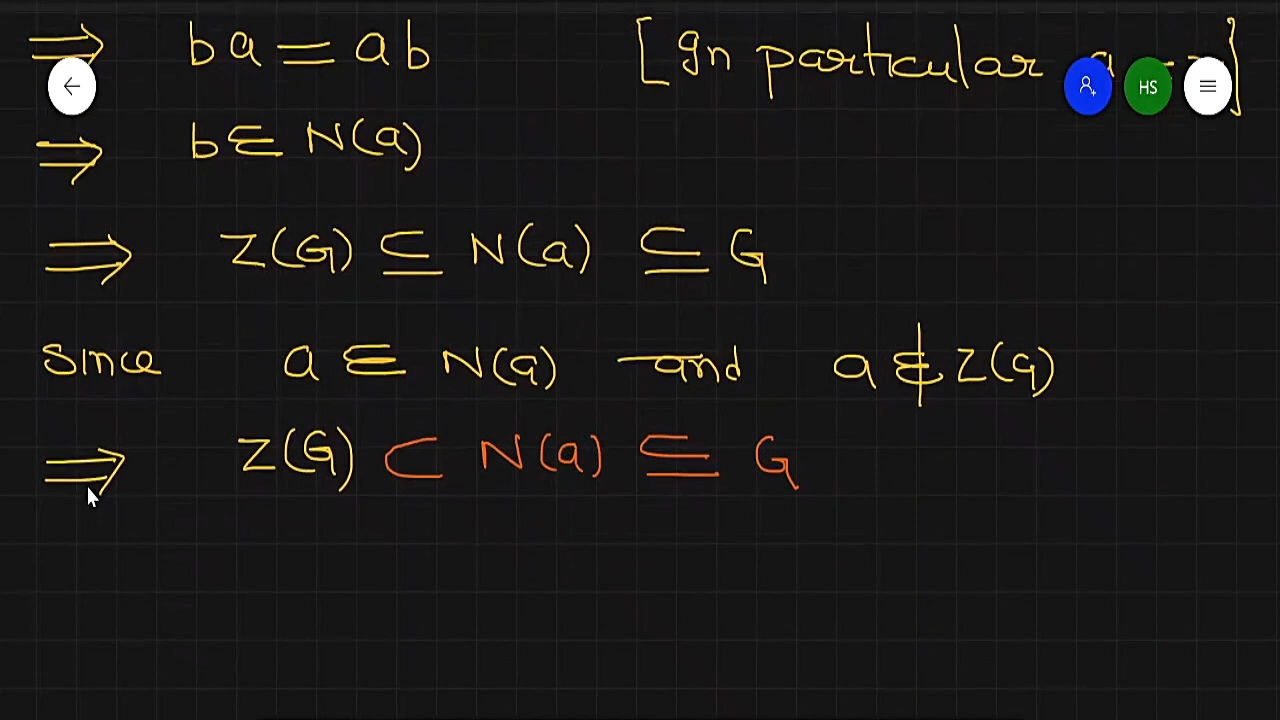 ⇒ ba = ab [In particular
HS
⇒ b ∈ N(a)
⇒ Z(G) ⊆ N(a) ⊆ G
Since a ∈ N(a) and a ∉ Z(G)
⇒ Z(G) ⊂ N(a) ⊆ G